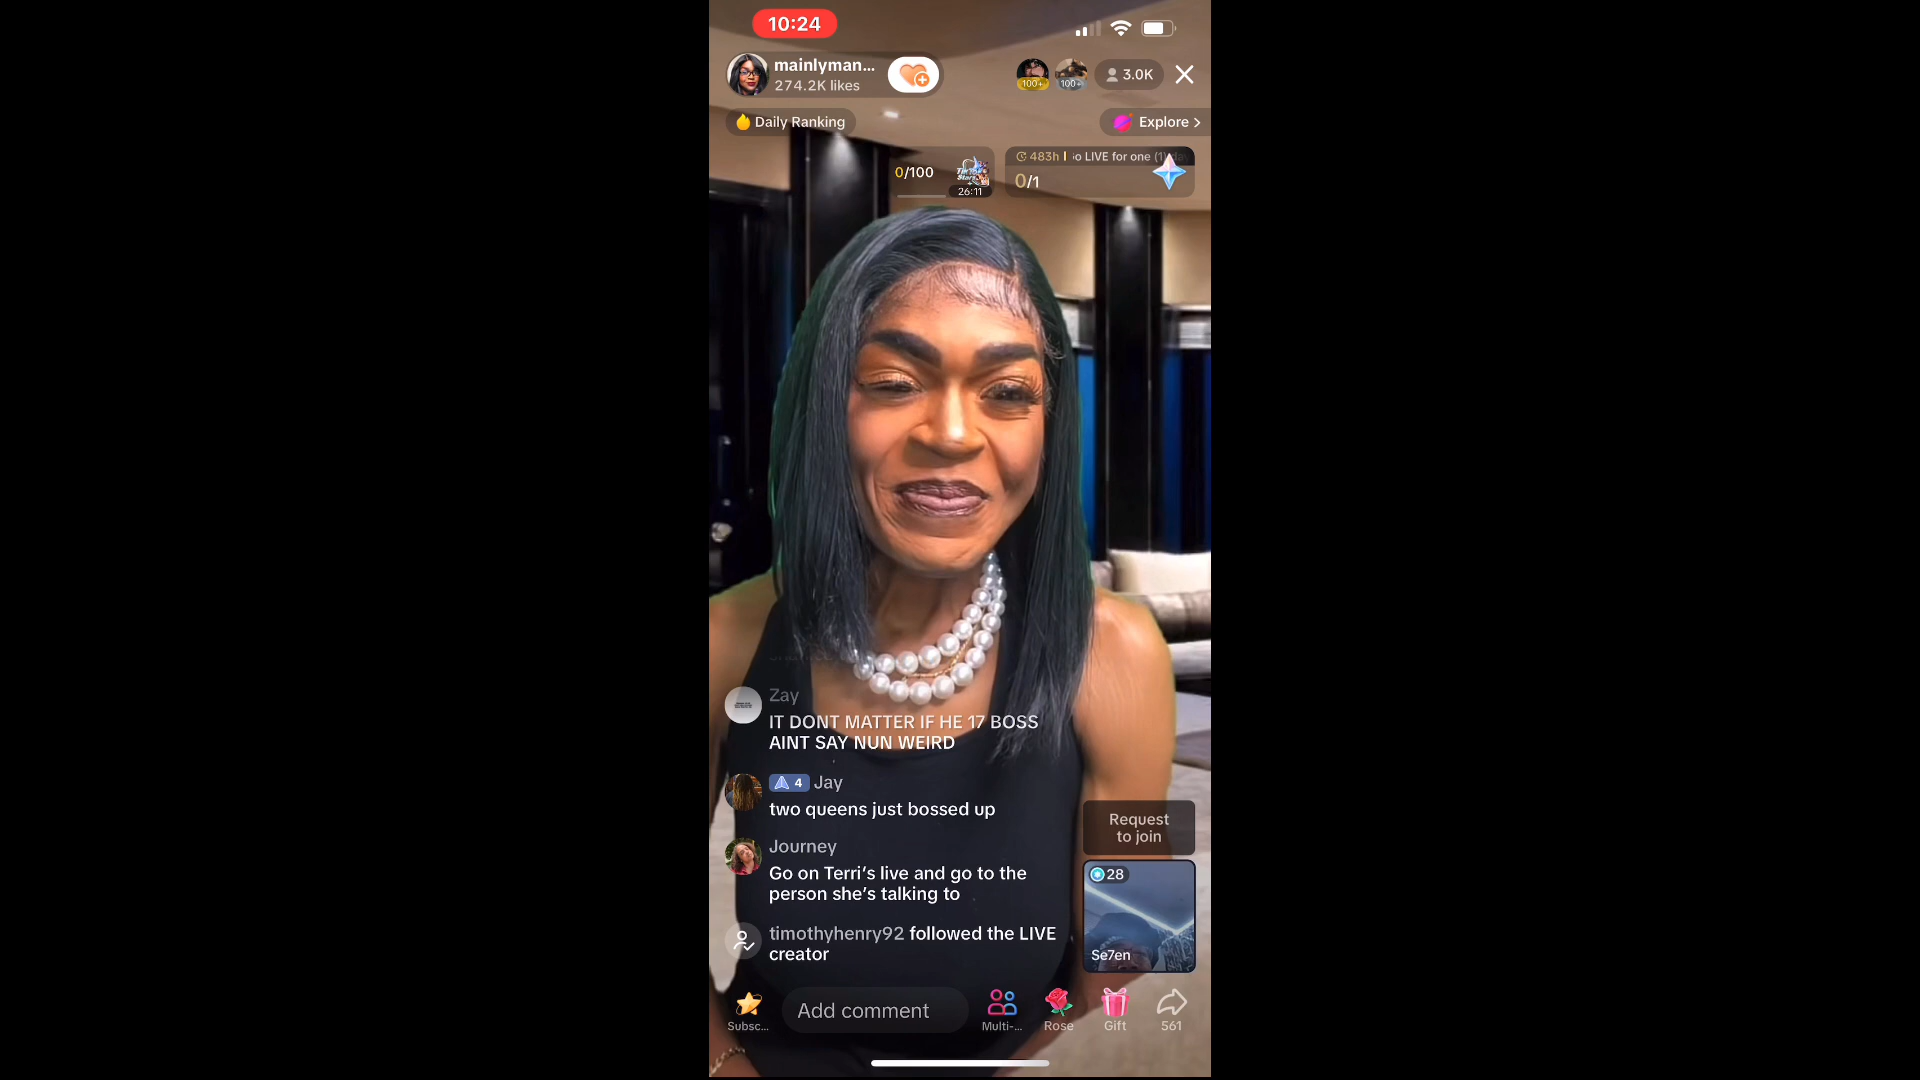 10:24
mainlyman...
274.2K likes
100+
100+
3.0K
Daily Ranking
Explore >
0/100
26:11
483h
o LIVE for one (1)
0/1
Zay
IT DONT MATTER IF HE 17 BOSS
AINT SAY NUN WEIRD
4 Jay
two queens just bossed up
Journey
Go on Terri's live and go to the
person she's talking to
timothyhenry92 followed the LIVE
creator
Request
to join
28
Se7en
Subsc...
Add comment
Multi-...
Rose
Gift
561